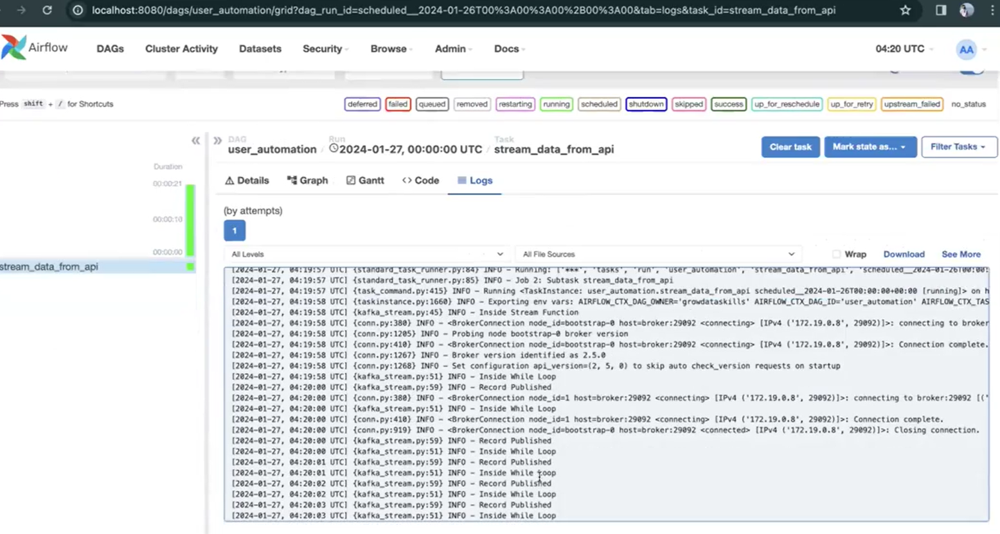 localhost:8080/dags/user_automation/grid?dag_run_id=scheduled__2024-01-26T00%3A00%3A00%2B00%3A00&tab=logs&task_id=stream_data_from_api
Airflow DAGs Cluster Activity Datasets Security Browse Admin Docs 04:20 UTC AA
Press shift + / for Shortcuts
deferred failed queued removed restarting running scheduled shutdown skipped success up_for_reschedule up_for_retry upstream_failed no_status
DAG Run Task
user_automation / 2024-01-27, 00:00:00 UTC / stream_data_from_api
Clear task Mark state as... Filter Tasks
Duration
00:00:21
00:00:10
00:00:00
stream_data_from_api
Details Graph Gantt <> Code Logs
(by attempts)
1
All Levels All File Sources Wrap Download See More
[2024-01-27, 04:19:57 UTC] {standard_task_runner.py:84} INFO - Running: ['***', 'tasks', 'run', 'user_automation', 'stream_data_from_api', 'scheduled__2024-01-26T00:00:
[2024-01-27, 04:19:57 UTC] {standard_task_runner.py:85} INFO - Job 2: Subtask stream_data_from_api
[2024-01-27, 04:19:57 UTC] {task_command.py:415} INFO - Running <TaskInstance: user_automation.stream_data_from_api scheduled__2024-01-26T00:00:00+00:00 [running]> on h
[2024-01-27, 04:19:58 UTC] {taskinstance.py:1660} INFO - Exporting env vars: AIRFLOW_CTX_DAG_OWNER='growdataskills' AIRFLOW_CTX_DAG_ID='user_automation' AIRFLOW_CTX_TAS
[2024-01-27, 04:19:58 UTC] {kafka_stream.py:45} INFO - Inside Stream Function
[2024-01-27, 04:19:58 UTC] {conn.py:380} INFO - <BrokerConnection node_id=bootstrap-0 host=broker:29092 <connecting> [IPv4 ('172.19.0.8', 29092)]>: connecting to broker
[2024-01-27, 04:19:58 UTC] {conn.py:1205} INFO - Probing node bootstrap-0 broker version
[2024-01-27, 04:19:58 UTC] {conn.py:410} INFO - <BrokerConnection node_id=bootstrap-0 host=broker:29092 <connecting> [IPv4 ('172.19.0.8', 29092)]>: Connection complete.
[2024-01-27, 04:19:58 UTC] {conn.py:1267} INFO - Broker version identified as 2.5.0
[2024-01-27, 04:19:58 UTC] {conn.py:1268} INFO - Set configuration api_version=(2, 5, 0) to skip auto check_version requests on startup
[2024-01-27, 04:19:58 UTC] {kafka_stream.py:51} INFO - Inside While Loop
[2024-01-27, 04:20:00 UTC] {kafka_stream.py:59} INFO - Record Published
[2024-01-27, 04:20:00 UTC] {conn.py:380} INFO - <BrokerConnection node_id=1 host=broker:29092 <connecting> [IPv4 ('172.19.0.8', 29092)]>: connecting to broker:29092 [('
[2024-01-27, 04:20:00 UTC] {kafka_stream.py:51} INFO - Inside While Loop
[2024-01-27, 04:20:00 UTC] {conn.py:410} INFO - <BrokerConnection node_id=1 host=broker:29092 <connecting> [IPv4 ('172.19.0.8', 29092)]>: Connection complete.
[2024-01-27, 04:20:00 UTC] {conn.py:919} INFO - <BrokerConnection node_id=bootstrap-0 host=broker:29092 <connected> [IPv4 ('172.19.0.8', 29092)]>: Closing connection.
[2024-01-27, 04:20:00 UTC] {kafka_stream.py:59} INFO - Record Published
[2024-01-27, 04:20:00 UTC] {kafka_stream.py:51} INFO - Inside While Loop
[2024-01-27, 04:20:01 UTC] {kafka_stream.py:59} INFO - Record Published
[2024-01-27, 04:20:01 UTC] {kafka_stream.py:51} INFO - Inside While Loop
[2024-01-27, 04:20:02 UTC] {kafka_stream.py:59} INFO - Record Published
[2024-01-27, 04:20:02 UTC] {kafka_stream.py:51} INFO - Inside While Loop
[2024-01-27, 04:20:03 UTC] {kafka_stream.py:59} INFO - Record Published
[2024-01-27, 04:20:03 UTC] {kafka_stream.py:51} INFO - Inside While Loop